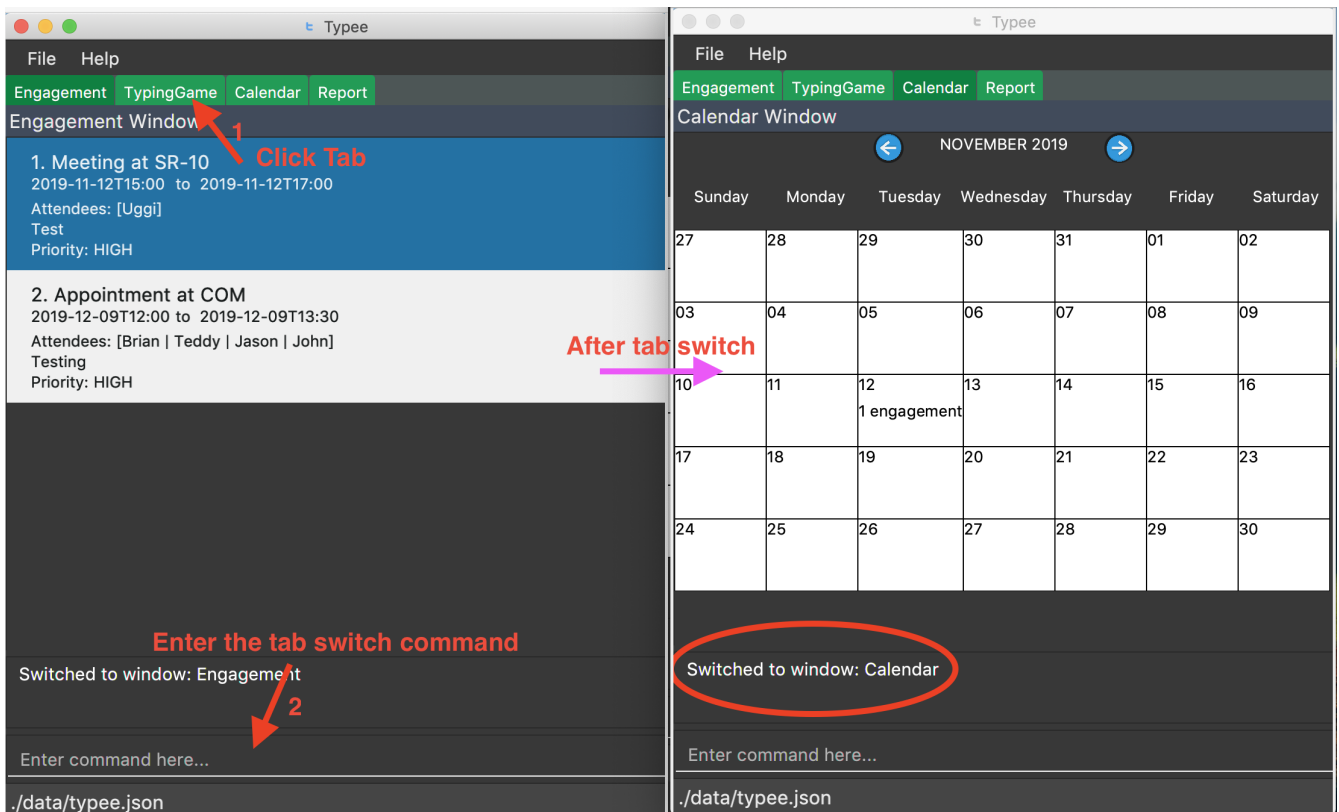 Typee
File Help
Engagement TypingGame Calendar Report
Engagement Window
1
Click Tab
1. Meeting at SR-10
2019-11-12T15:00 to 2019-11-12T17:00
Attendees: [Uggi]
Test
Priority: HIGH
2. Appointment at COM
2019-12-09T12:00 to 2019-12-09T13:30
Attendees: [Brian | Teddy | Jason | John]
Testing
Priority: HIGH
After tab switch
Enter the tab switch command
Switched to window: Engagement
2
Enter command here...
./data/typee.json
Typee
File Help
Engagement TypingGame Calendar Report
Calendar Window
NOVEMBER 2019
Sunday Monday Tuesday Wednesday Thursday Friday Saturday
27 28 29 30 31 01 02
03 04 05 06 07 08 09
10 11 12 13 14 15 16
1 engagement
17 18 19 20 21 22 23
24 25 26 27 28 29 30
Switched to window: Calendar
Enter command here...
./data/typee.json